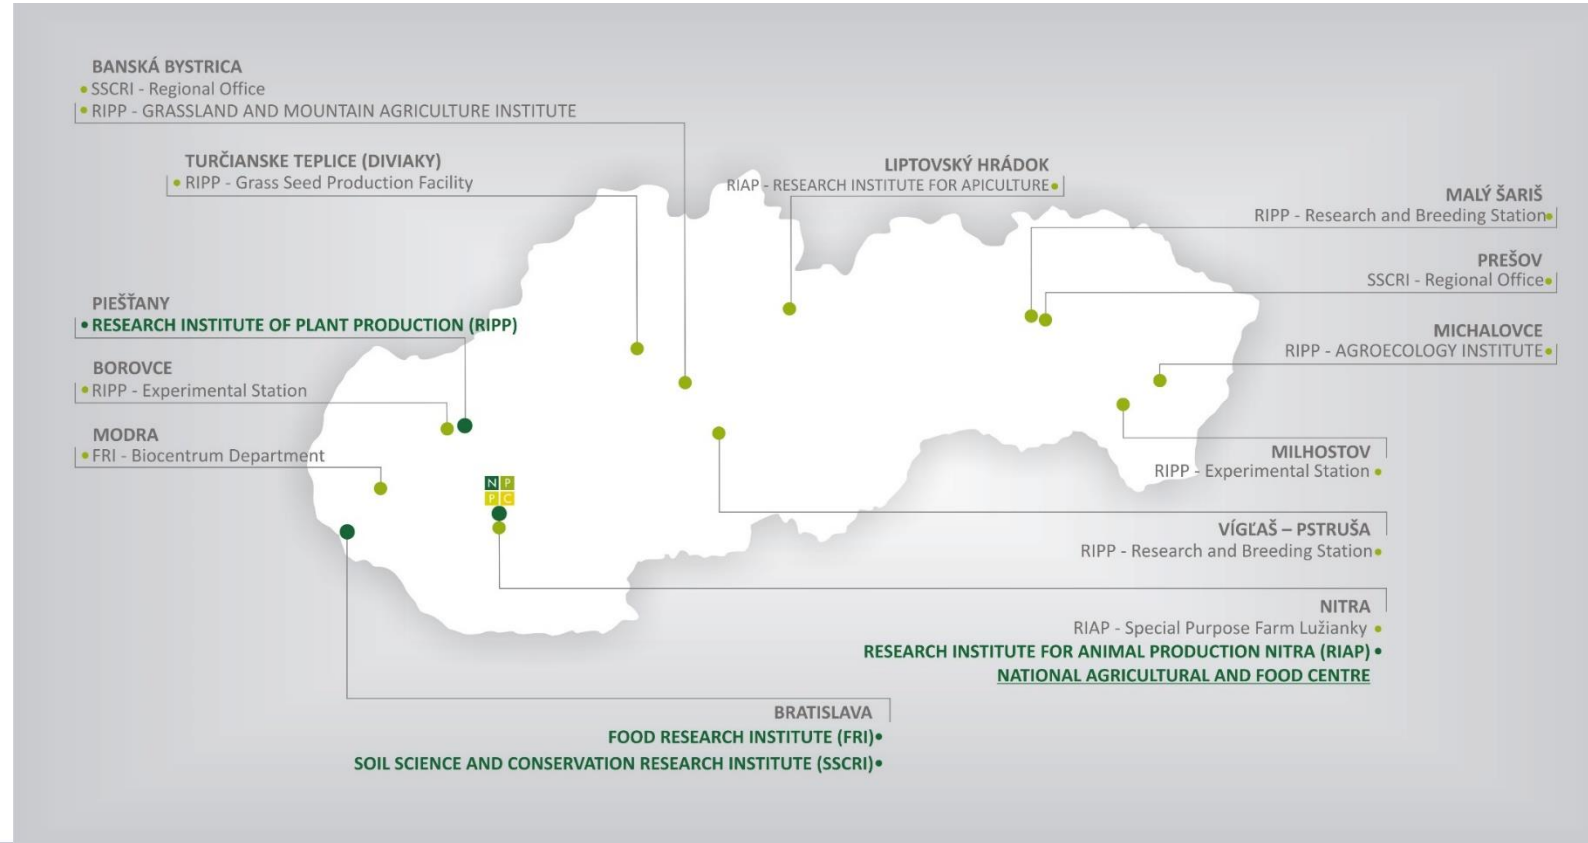 BANSKÁ BYSTRICA
SSCRI - Regional Office
RIPP - GRASSLAND AND MOUNTAIN AGRICULTURE INSTITUTE
TURČIANSKE TEPLICE (DIVIAKY)
RIPP - Grass Seed Production Facility
LIPTOVSKÝ HRÁDOK
RIAP - RESEARCH INSTITUTE FOR APICULTURE
MALÝ ŠARIŠ
RIPP - Research and Breeding Station
PREŠOV
SSCRI - Regional Office
PIEŠŤANY
RESEARCH INSTITUTE OF PLANT PRODUCTION (RIPP)
MICHALOVCE
RIPP - AGROECOLOGY INSTITUTE
BOROVCE
RIPP - Experimental Station
MODRA
FRI - Biocentrum Department
MILHOSTOV
RIPP - Experimental Station
N P
P C
VÍGĽAŠ – PSTRUŠA
RIPP - Research and Breeding Station
NITRA
RIAP - Special Purpose Farm Lužianky
RESEARCH INSTITUTE FOR ANIMAL PRODUCTION NITRA (RIAP)
NATIONAL AGRICULTURAL AND FOOD CENTRE
BRATISLAVA
FOOD RESEARCH INSTITUTE (FRI)
SOIL SCIENCE AND CONSERVATION RESEARCH INSTITUTE (SSCRI)